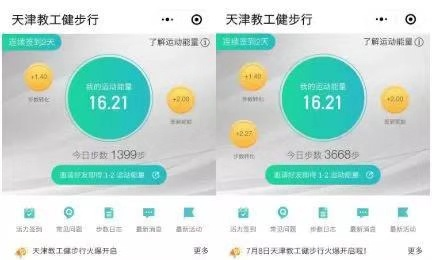 天津教工健步行
连续签到2天
了解运动能量
+1.40
步数转化
我的运动能量
16.21
+2.00
签到赋能
今日步数 1399步
邀请好友即得 1-2 运动能量
活力签到 常见问题 步数日志 最新消息 最新活动
天津教工健步行火爆开启
更多
天津教工健步行
连续签到2天
了解运动能量
+1.40
步数转化
我的运动能量
16.21
+2.00
签到赋能
+2.27
步数转化
今日步数 3668步
邀请好友即得 1-2 运动能量
活力签到 常见问题 步数日志 最新消息 最新活动
7月8日天津教工健步行火爆开启啦!
更多